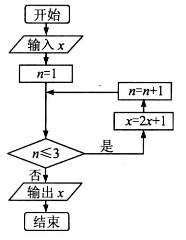 开始
输入 x
n=1
n=n+1
x=2x+1
n≤3
是
否
输出 x
结束